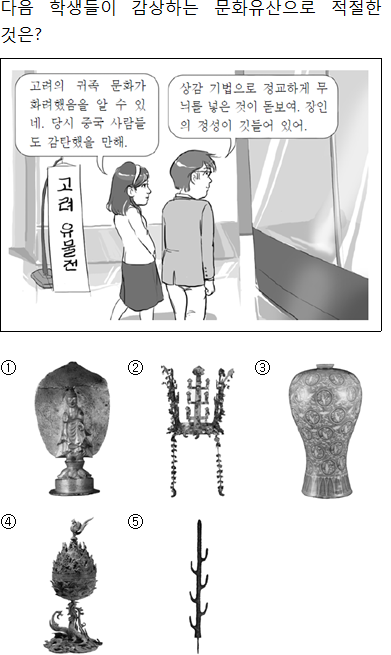 다음 학생들이 감상하는 문화유산으로 적절한
것은?
고려의 귀족 문화가
화려했음을 알 수 있
네. 당시 중국 사람들
도 감탄했을 만해.
상감 기법으로 정교하게 무
늬를 넣은 것이 돋보여. 장인
의 정성이 깃들어 있어.
고려 유물전
①
②
③
④
⑤